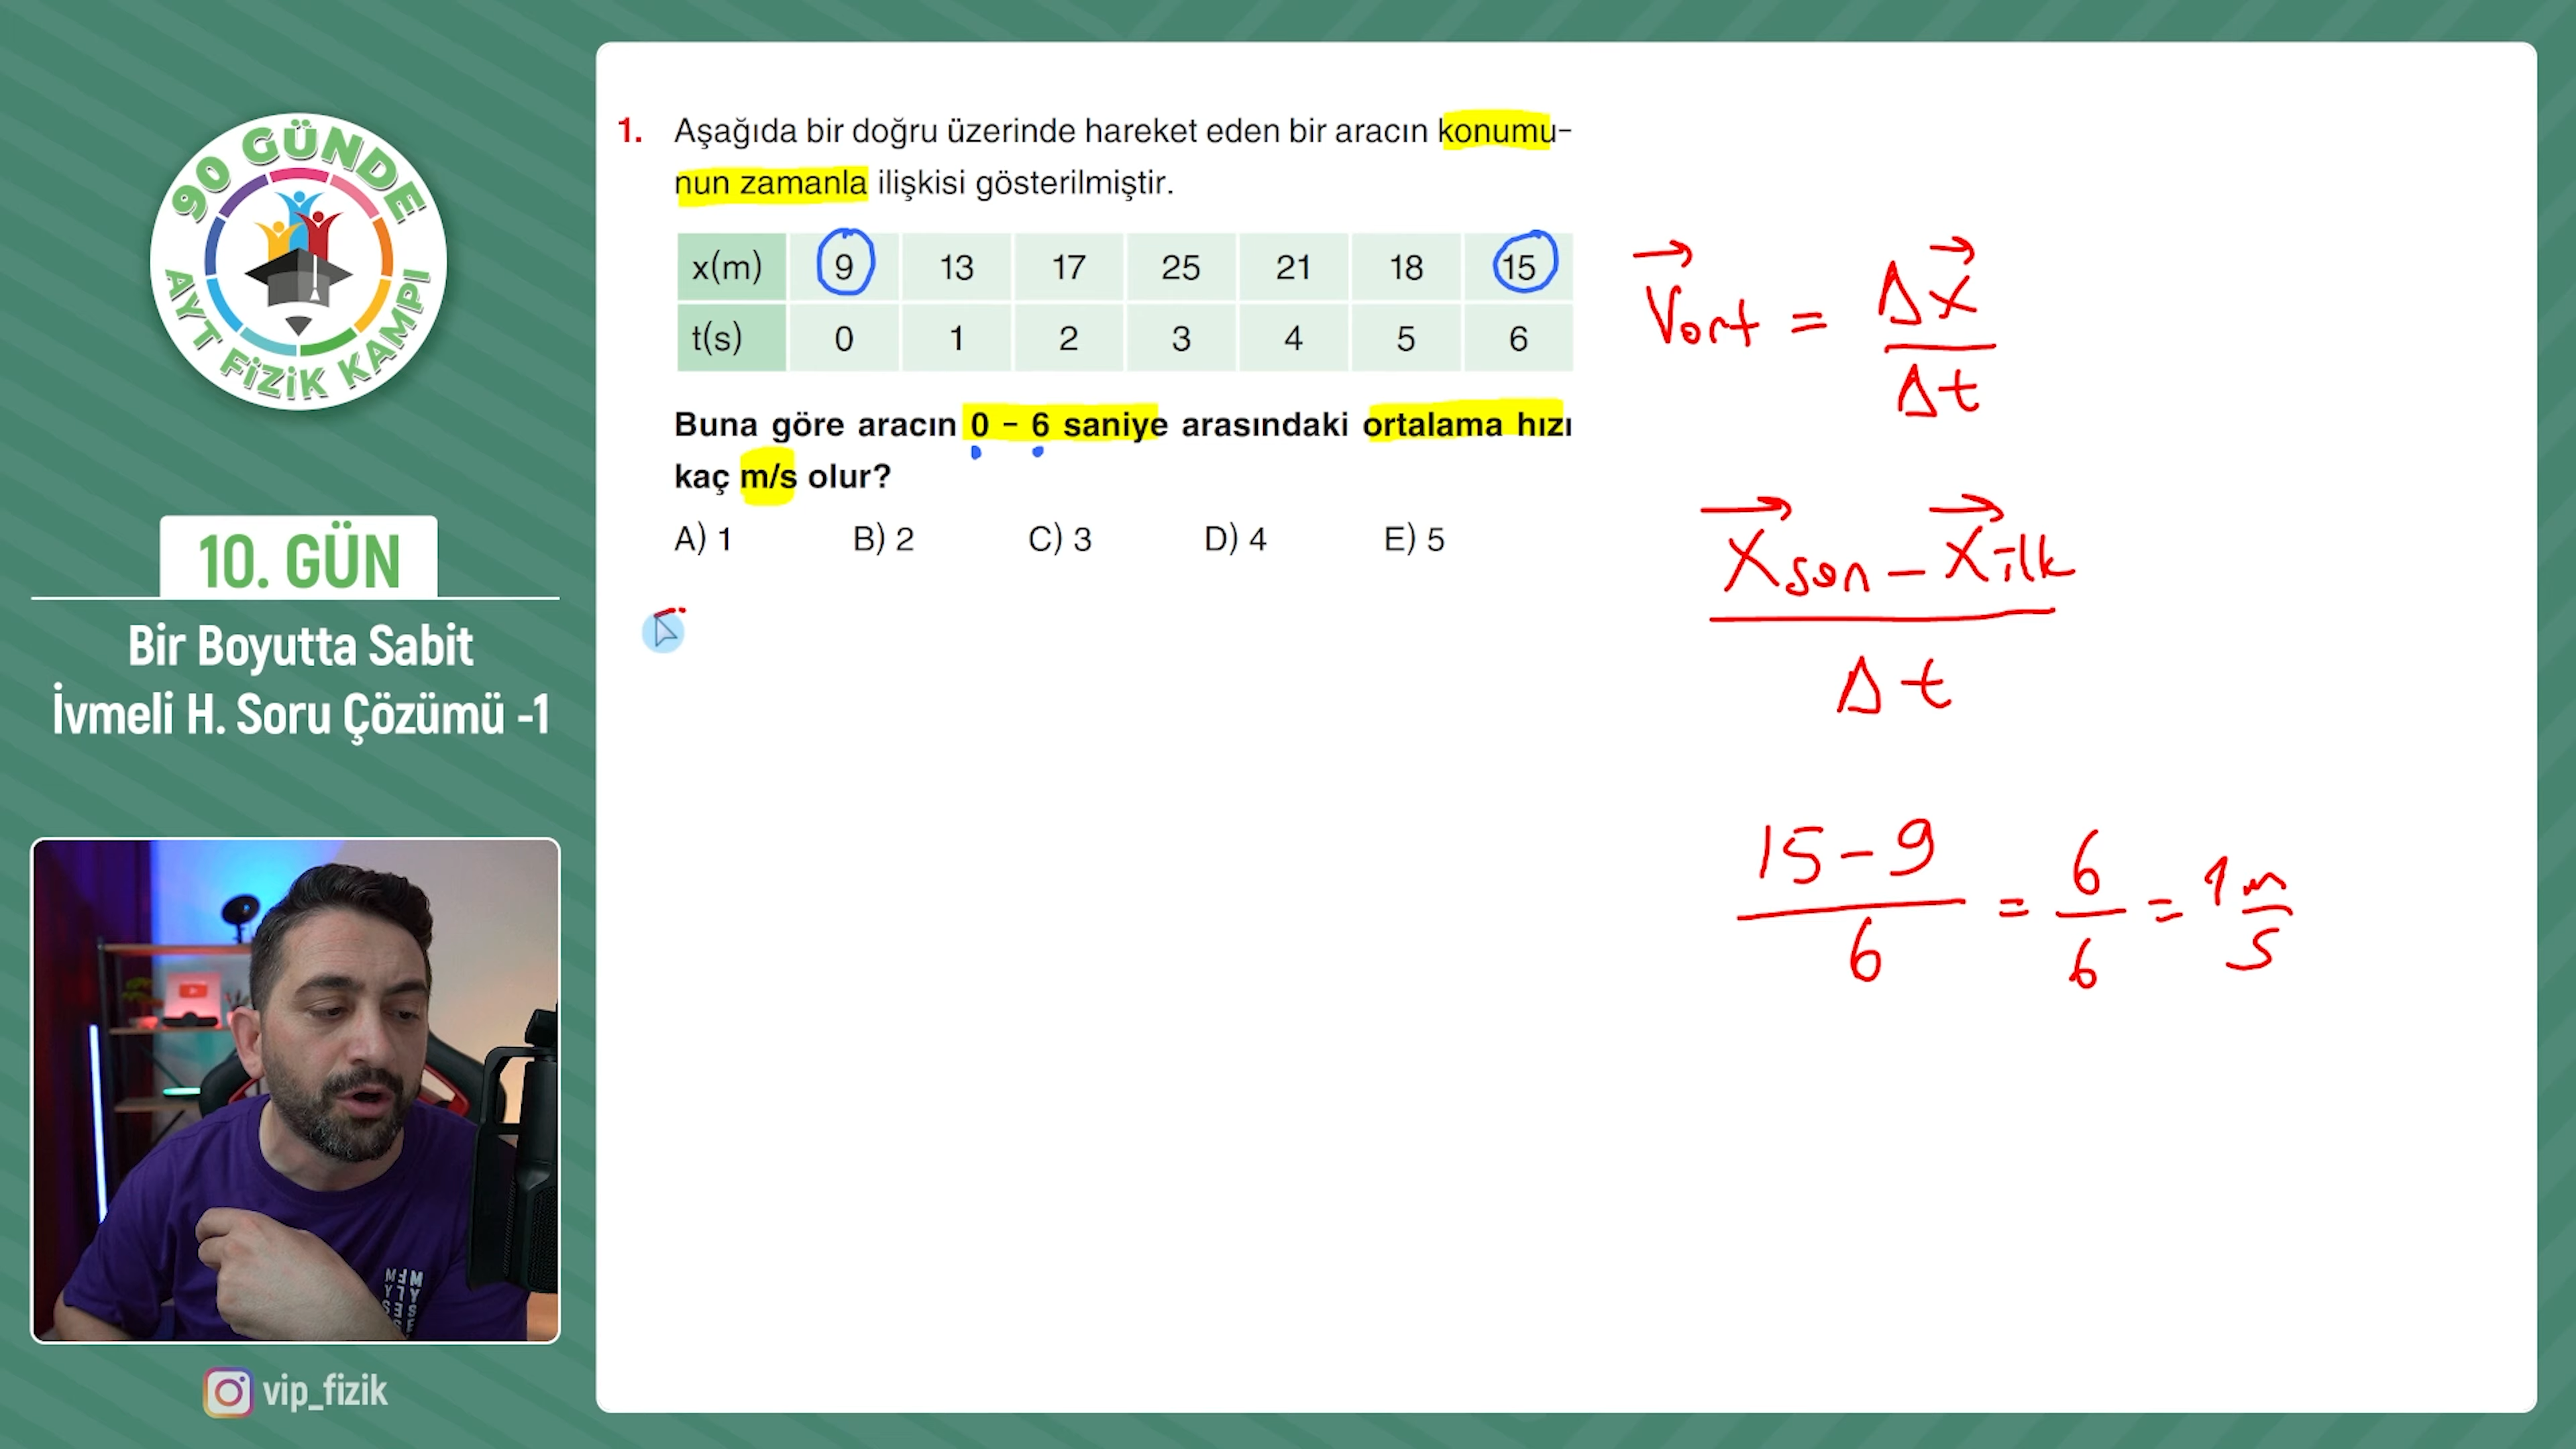 90 GÜNDE
AYT FİZİK KAMPI
10. GÜN
Bir Boyutta Sabit
İvmeli H. Soru Çözümü -1
vip_fizik
1. Aşağıda bir doğru üzerinde hareket eden bir aracın konumu-
nun zamanla ilişkisi gösterilmiştir.
x(m) 9 13 17 25 21 18 15
t(s) 0 1 2 3 4 5 6
Buna göre aracın 0 - 6 saniye arasındaki ortalama hızı
kaç m/s olur?
A) 1 B) 2 C) 3 D) 4 E) 5
Vort = Δx / Δt
Xson - Xilk
Δt
15 - 9 / 6 = 6 / 6 = 1 m/s